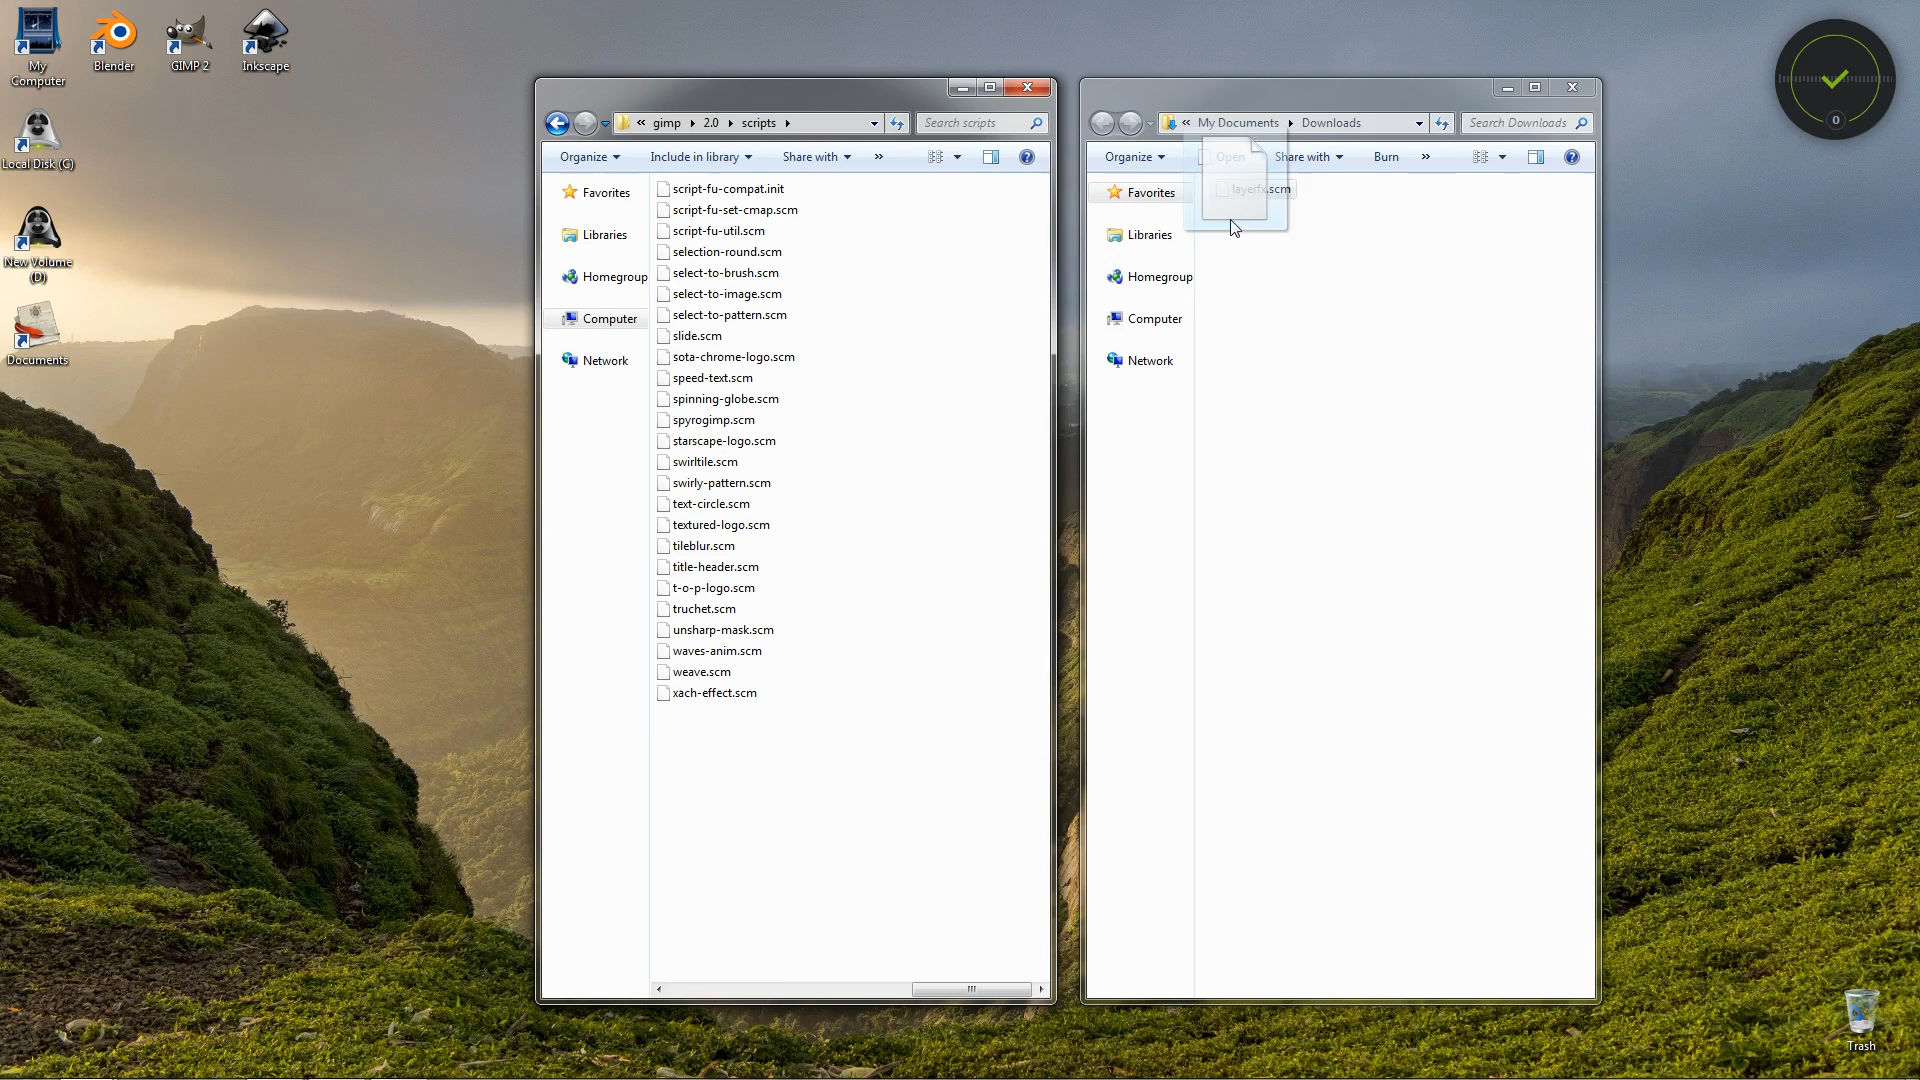 My
Computer
Blender
GIMP 2
Inkscape
Local Disk (C)
New Volume
(D)
Documents
« gimp 2.0 scripts
Search scripts
Organize
Include in library
Share with
»
Favorites
Libraries
Homegroup
Computer
Network
script-fu-compat.init
script-fu-set-cmap.scm
script-fu-util.scm
selection-round.scm
select-to-brush.scm
select-to-image.scm
select-to-pattern.scm
slide.scm
sota-chrome-logo.scm
speed-text.scm
spinning-globe.scm
spyrogimp.scm
starscape-logo.scm
swirltile.scm
swirly-pattern.scm
text-circle.scm
textured-logo.scm
tileblur.scm
title-header.scm
t-o-p-logo.scm
truchet.scm
unsharp-mask.scm
waves-anim.scm
weave.scm
xach-effect.scm
« My Documents Downloads
Search Downloads
Organize
Open
Share with
Burn
»
Favorites
Libraries
Homegroup
Computer
Network
layerfx.scm
0
Trash